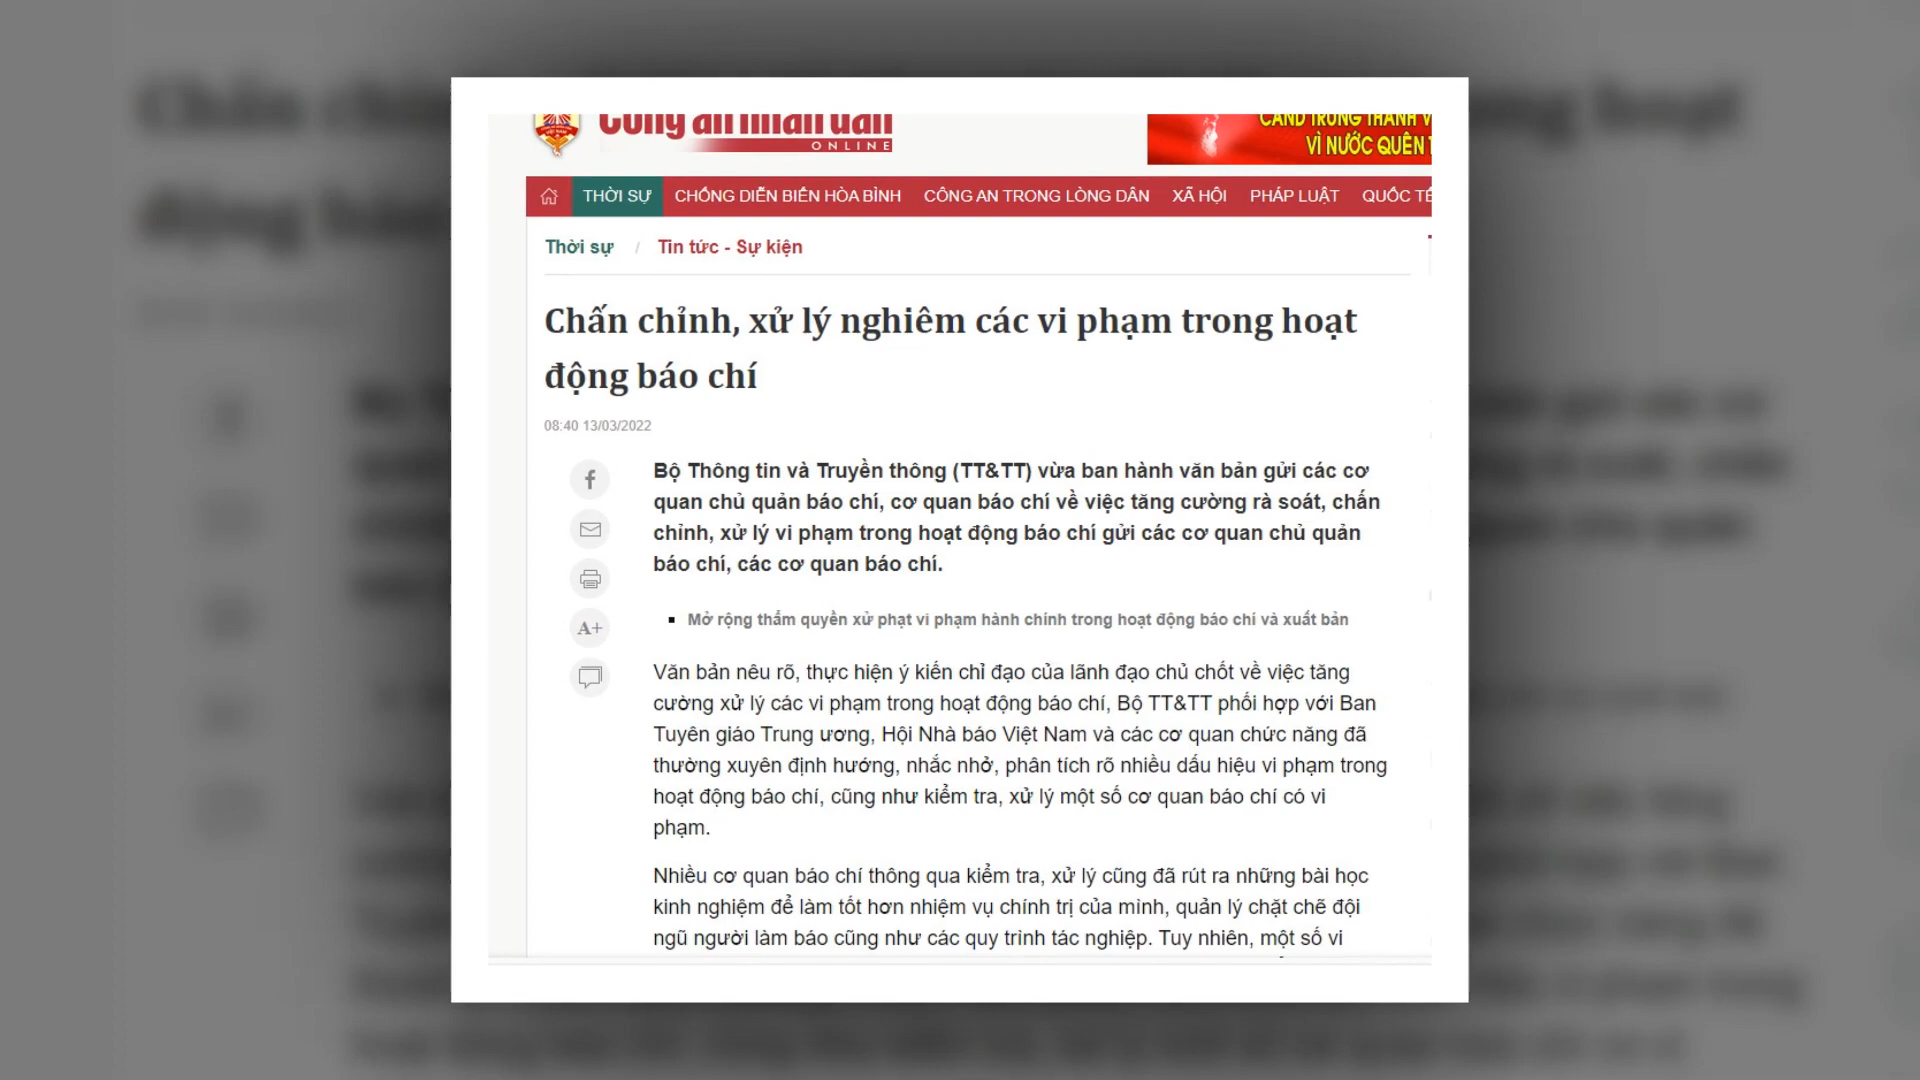 Công an nhân dân
ONLINE
CAND TRUNG THÀNH V
VÌ NƯỚC QUÊN T
THỜI SỰ CHỐNG DIỄN BIẾN HÒA BÌNH CÔNG AN TRONG LÒNG DÂN XÃ HỘI PHÁP LUẬT QUỐC TẾ
Thời sự / Tin tức - Sự kiện
Chấn chỉnh, xử lý nghiêm các vi phạm trong hoạt
động báo chí
08:40 13/03/2022
Bộ Thông tin và Truyền thông (TT&TT) vừa ban hành văn bản gửi các cơ
quan chủ quản báo chí, cơ quan báo chí về việc tăng cường rà soát, chấn
chỉnh, xử lý vi phạm trong hoạt động báo chí gửi các cơ quan chủ quản
báo chí, các cơ quan báo chí.
A+
▪ Mở rộng thẩm quyền xử phạt vi phạm hành chính trong hoạt động báo chí và xuất bản
Văn bản nêu rõ, thực hiện ý kiến chỉ đạo của lãnh đạo chủ chốt về việc tăng
cường xử lý các vi phạm trong hoạt động báo chí, Bộ TT&TT phối hợp với Ban
Tuyên giáo Trung ương, Hội Nhà báo Việt Nam và các cơ quan chức năng đã
thường xuyên định hướng, nhắc nhở, phân tích rõ nhiều dấu hiệu vi phạm trong
hoạt động báo chí, cũng như kiểm tra, xử lý một số cơ quan báo chí có vi
phạm.
Nhiều cơ quan báo chí thông qua kiểm tra, xử lý cũng đã rút ra những bài học
kinh nghiệm để làm tốt hơn nhiệm vụ chính trị của mình, quản lý chặt chẽ đội
ngũ người làm báo cũng như các quy trình tác nghiệp. Tuy nhiên, một số vi